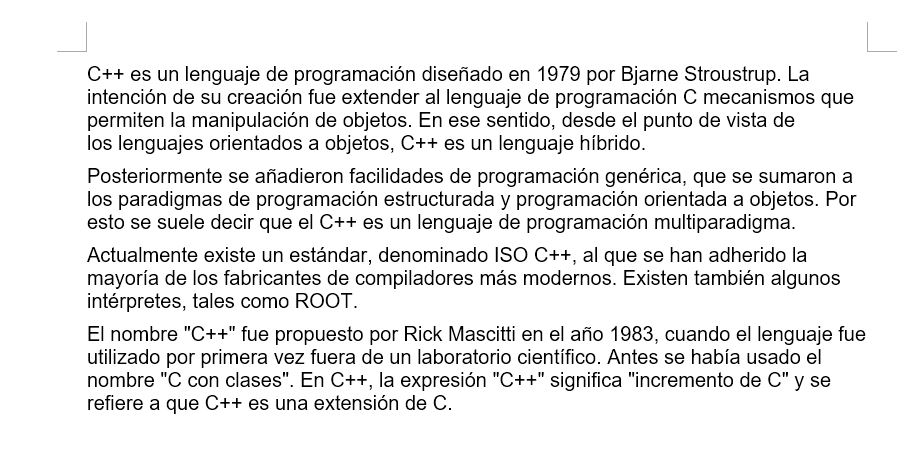 C++ es un lenguaje de programación diseñado en 1979 por Bjarne Stroustrup. La
intención de su creación fue extender al lenguaje de programación C mecanismos que
permiten la manipulación de objetos. En ese sentido, desde el punto de vista de
los lenguajes orientados a objetos, C++ es un lenguaje híbrido.
Posteriormente se añadieron facilidades de programación genérica, que se sumaron a
los paradigmas de programación estructurada y programación orientada a objetos. Por
esto se suele decir que el C++ es un lenguaje de programación multiparadigma.
Actualmente existe un estándar, denominado ISO C++, al que se han adherido la
mayoría de los fabricantes de compiladores más modernos. Existen también algunos
intérpretes, tales como ROOT.
El nombre "C++" fue propuesto por Rick Mascitti en el año 1983, cuando el lenguaje fue
utilizado por primera vez fuera de un laboratorio científico. Antes se había usado el
nombre "C con clases". En C++, la expresión "C++" significa "incremento de C" y se
refiere a que C++ es una extensión de C.